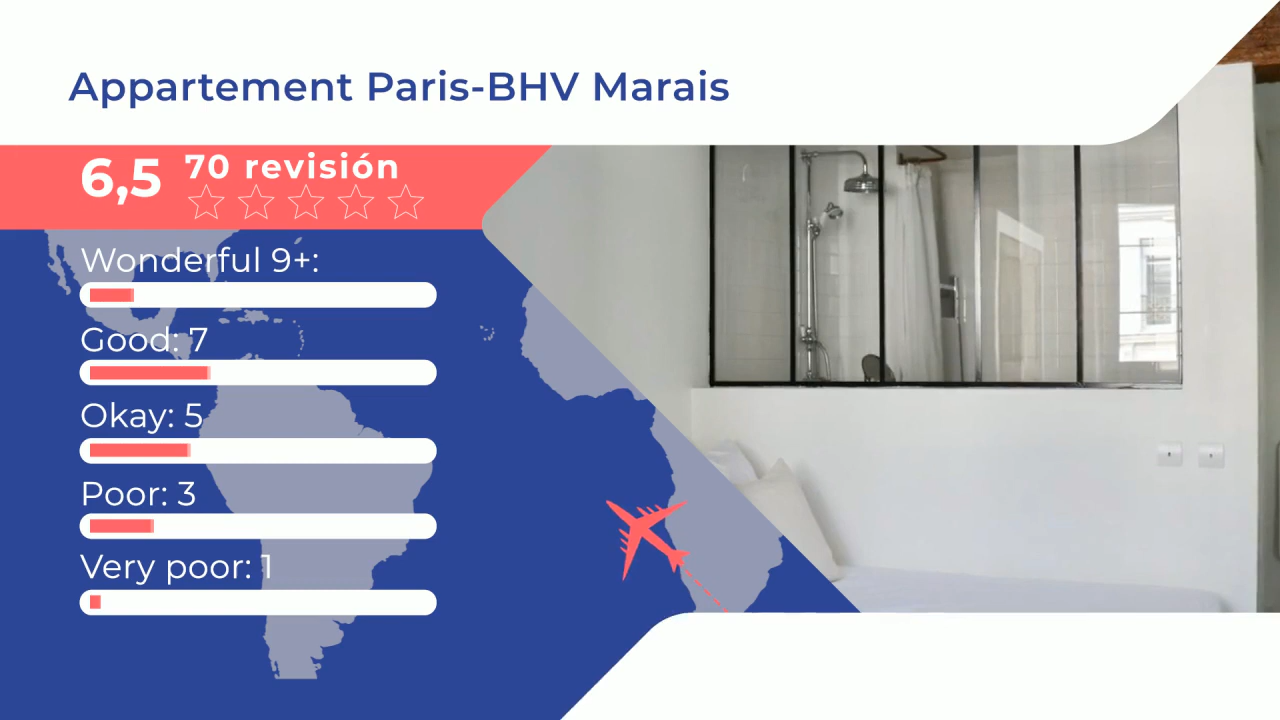 Appartement Paris-BHV Marais
6,5
70 revisión
Wonderful 9+:
Good: 7
Okay: 5
Poor: 3
Very poor: 1